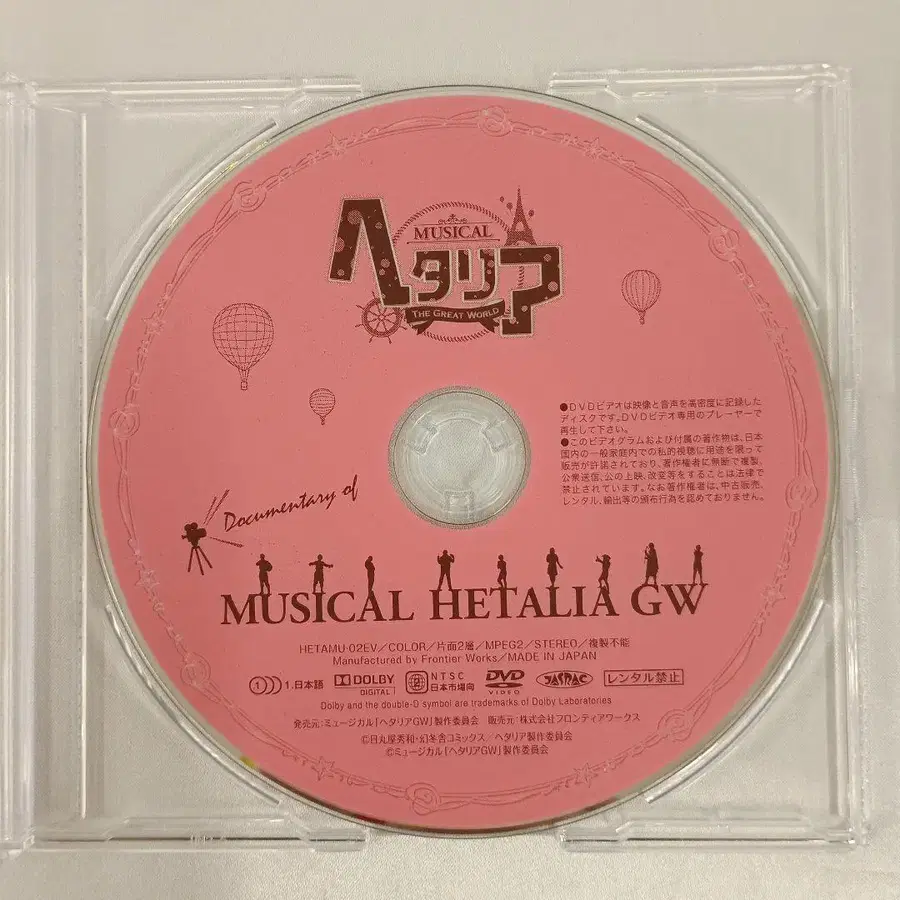 MUSICAL
ヘタリア
THE GREAT WORLD
●DVDビデオは映像と音声を高密度に記録した
ディスクです。DVDビデオ専用のプレーヤーで
再生して下さい。
●このビデオグラムおよび付属の著作物は、日本
国内の一般家庭内での私的視聴に用途を限って
販売が許諾されており、著作権者に無断で複製、
公衆送信、公の上映、改変等をすることは法律で
禁止されています。なお著作権者は、中古販売、
レンタル、輸出等の頒布行為を認めておりません。
Documentary of
MUSICAL HETALIA GW
HETAMU-02EV／COLOR／片面2層／MPEG2／STEREO／複製不能
Manufactured by Frontier Works／MADE IN JAPAN
1 1.日本語 DOLBY DIGITAL NTSC 日本市場向 DVD VIDEO JASRAC レンタル禁止
Dolby and the double-D symbol are trademarks of Dolby Laboratories
発売元:ミュージカル「ヘタリアGW」製作委員会 販売元:株式会社フロンティアワークス
©日丸屋秀和・幻冬舎コミックス／ヘタリア製作委員会
©ミュージカル「ヘタリアGW」製作委員会